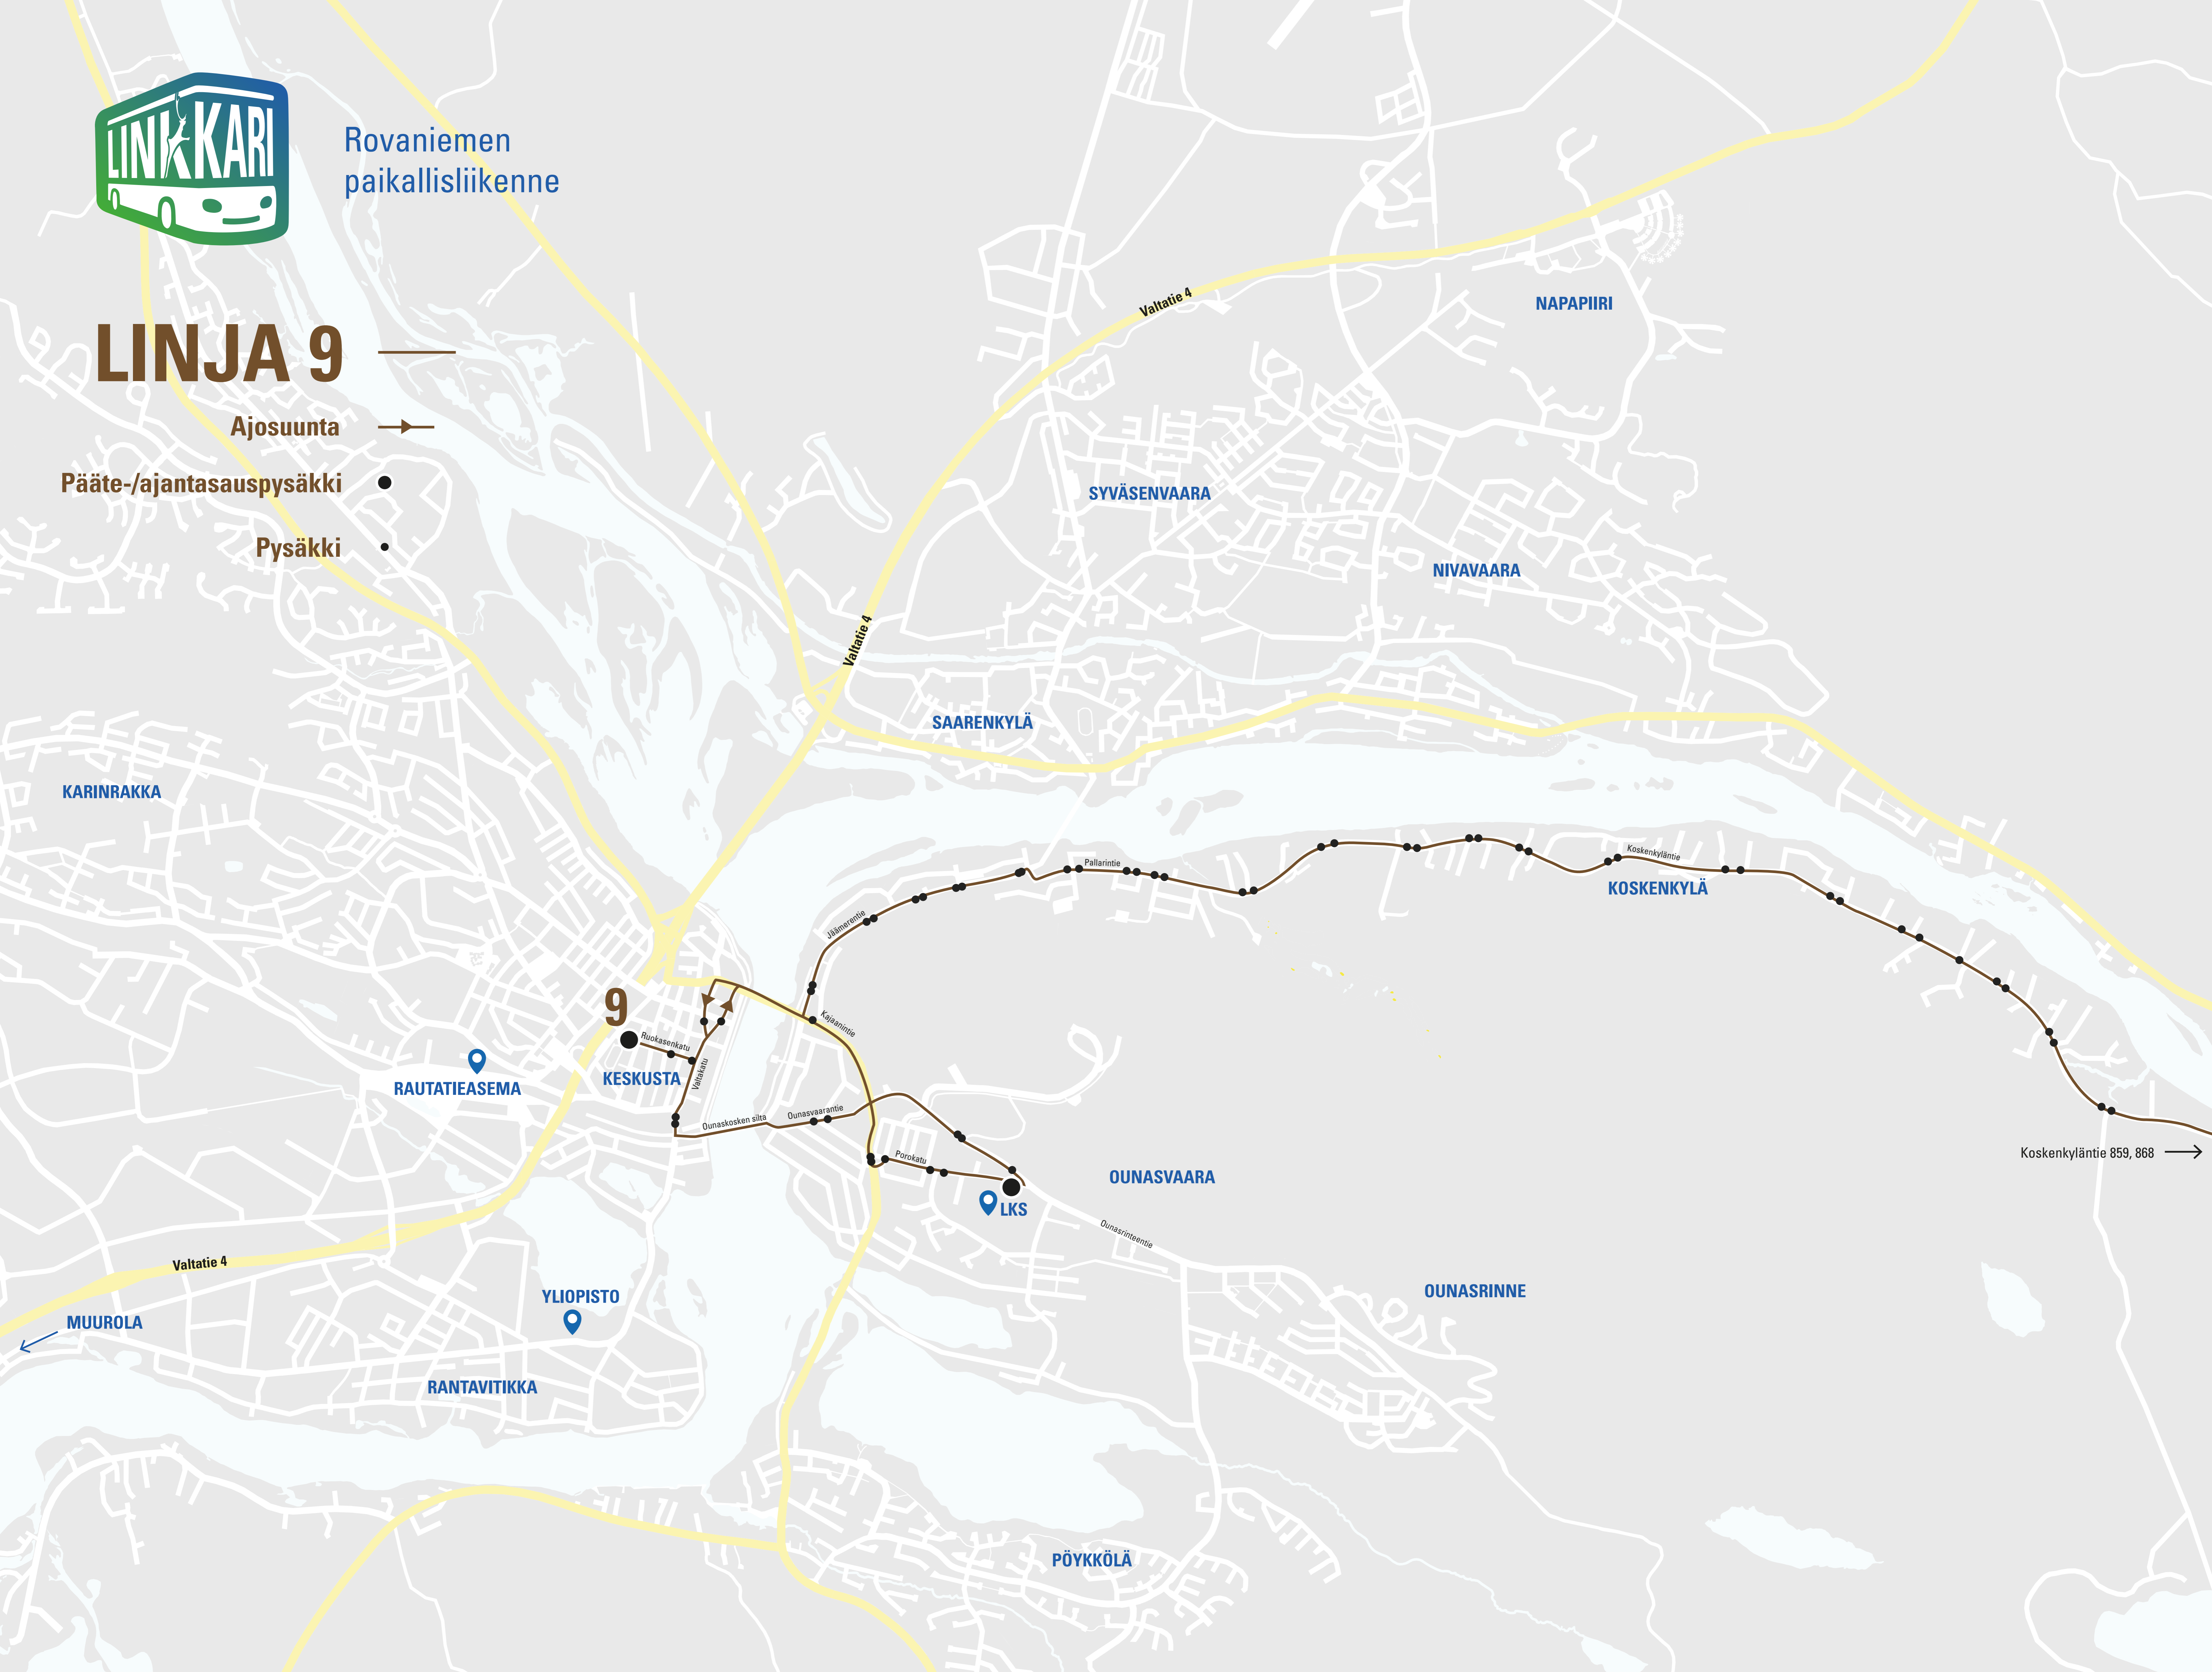 LINKKARI
Rovaniemen
paikallisliikenne
LINJA 9
Ajosuunta
Pääte-/ajantasauspysäkki
Pysäkki
Valtatie 4
NAPAPIIRI
SYVÄSENVAARA
NIVAVAARA
Valtatie 4
SAARENKYLÄ
KARINRAKKA
Pallarintie
Koskenkyläntie
KOSKENKYLÄ
Jäämerentie
9
Kajaanintie
Ruokasenkatu
RAUTATIEASEMA
KESKUSTA
Valtakatu
Ounaskosken silta
Ounasvaarantie
Porokatu
Koskenkyläntie 859, 868
OUNASVAARA
LKS
Ounasrinteentie
Valtatie 4
YLIOPISTO
OUNASRINNE
MUUROLA
RANTAVITIKKA
PÖYKKÖLÄ